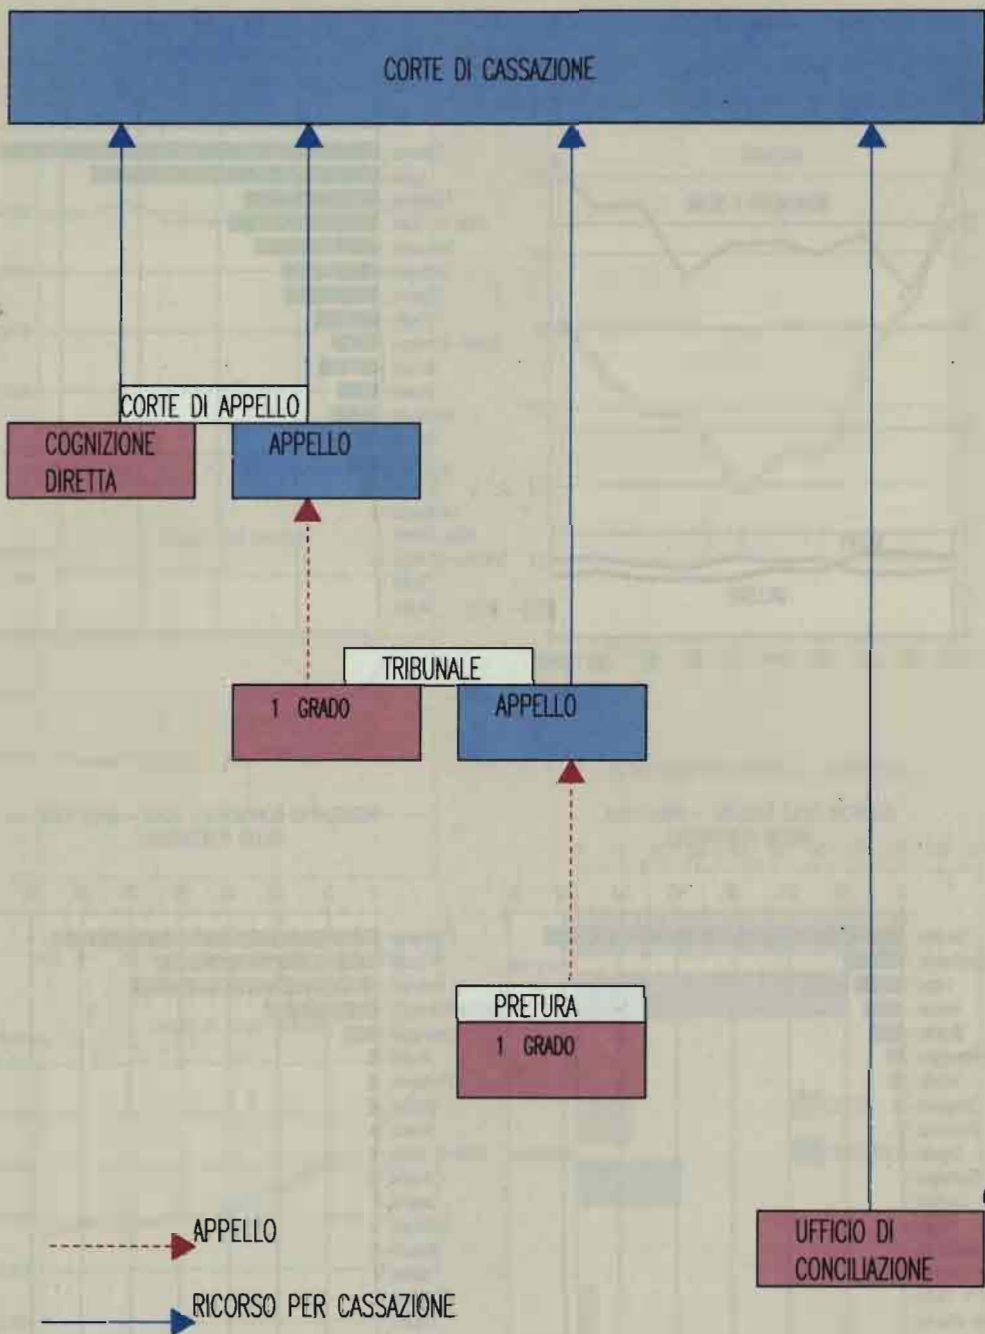 CORTE DI CASSAZIONE
CORTE DI APPELLO
COGNIZIONE
DIRETTA
APPELLO
TRIBUNALE
1 GRADO
APPELLO
PRETURA
1 GRADO
UFFICIO DI
CONCILIAZIONE
APPELLO
RICORSO PER CASSAZIONE